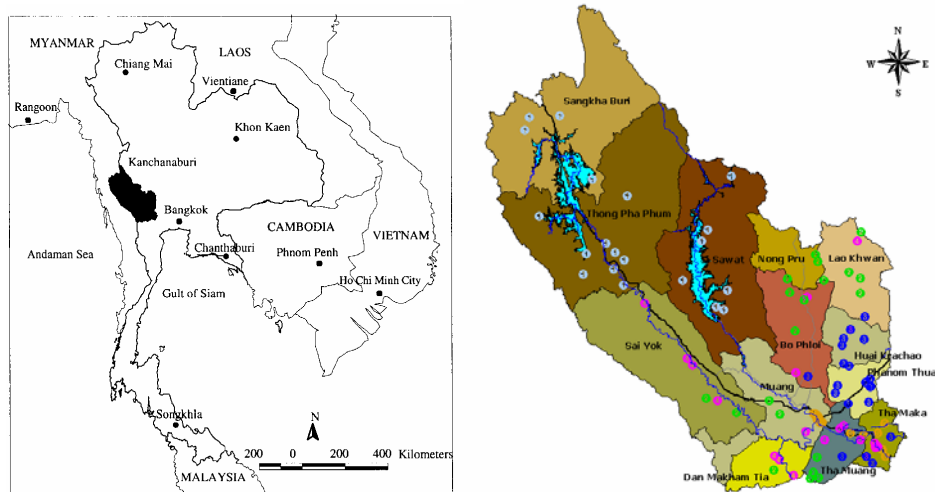 MYANMAR
LAOS
Chiang Mai
Vientiane
Rangoon
Khon Kaen
Kanchanaburi
Bangkok
CAMBODIA
Chanthaburi
Phnom Penh
VIETNAM
Andaman Sea
Ho Chi Minh City
Gulf of Siam
Songkhla
N
200 0 200 400 Kilometers
MALAYSIA
N
W E
S
Sangkha Buri
Thong Pha Phum
Sawat
Nong Pru
Lao Khwan
Sai Yok
Bo Phloi
Huai Krachao
Phanom Thua
Muang
Tha Maka
Dan Makham Tia
Tha Muang